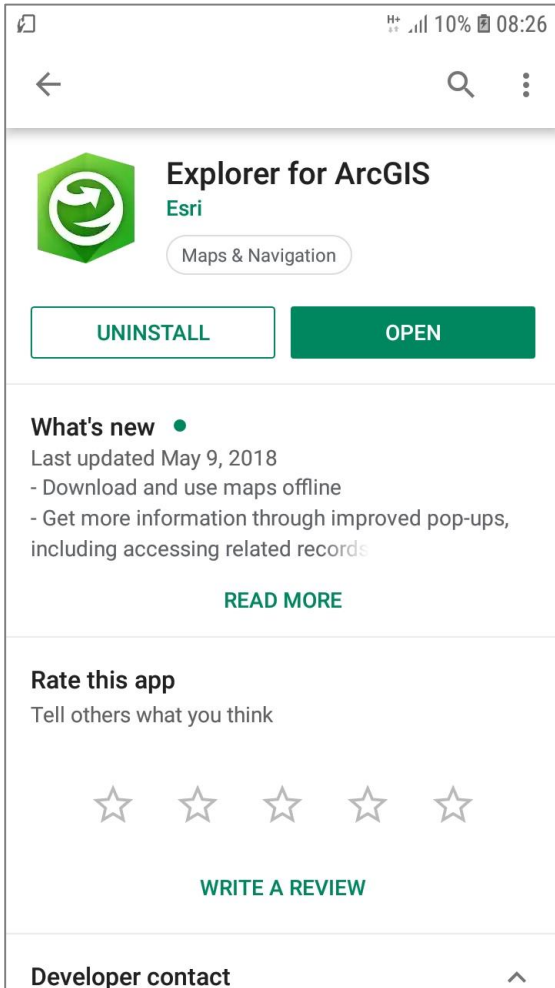 H+ 10% 08:26
Explorer for ArcGIS
Esri
Maps & Navigation
UNINSTALL OPEN
What's new
Last updated May 9, 2018
- Download and use maps offline
- Get more information through improved pop-ups,
including accessing related records
READ MORE
Rate this app
Tell others what you think
WRITE A REVIEW
Developer contact